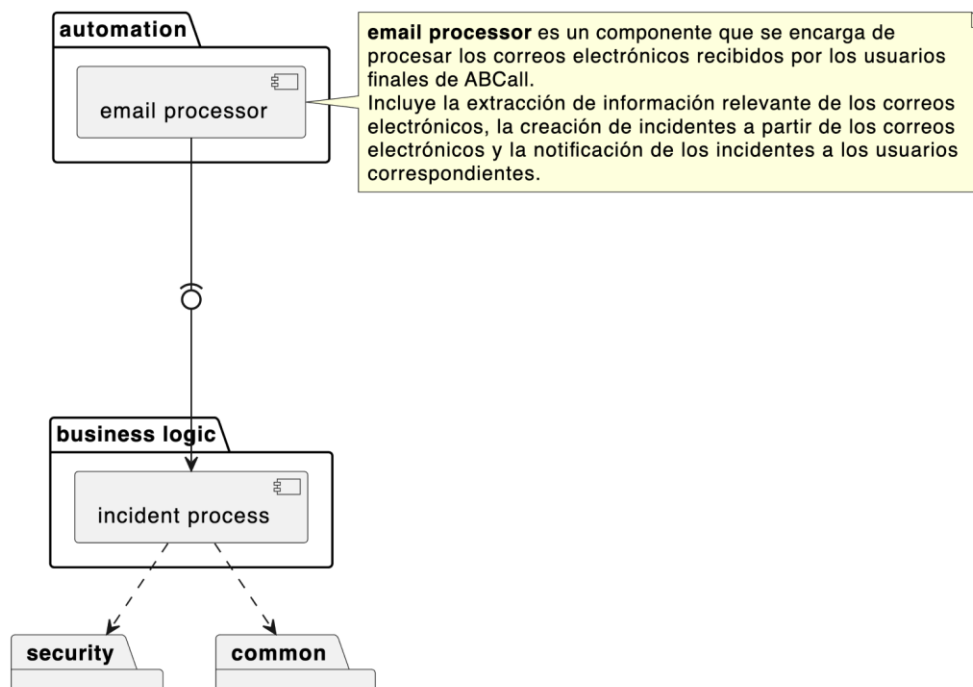 automation
email processor
email processor es un componente que se encarga de
procesar los correos electrónicos recibidos por los usuarios
finales de ABCall.
Incluye la extracción de información relevante de los correos
electrónicos, la creación de incidentes a partir de los correos
electrónicos y la notificación de los incidentes a los usuarios
correspondientes.
business logic
incident process
security
common